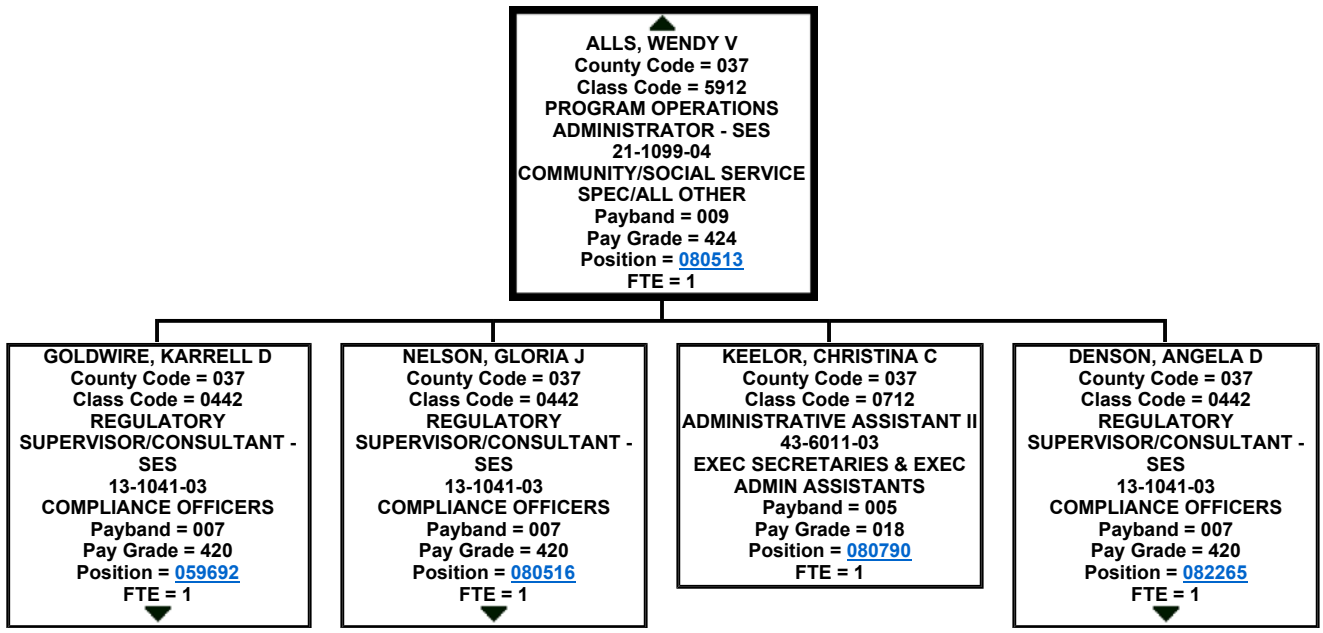 ALLS, WENDY V
County Code = 037
Class Code = 5912
PROGRAM OPERATIONS
ADMINISTRATOR - SES
21-1099-04
COMMUNITY/SOCIAL SERVICE
SPEC/ALL OTHER
Payband = 009
Pay Grade = 424
Position = 080513
FTE = 1
GOLDWIRE, KARRELL D
County Code = 037
Class Code = 0442
REGULATORY
SUPERVISOR/CONSULTANT -
SES
13-1041-03
COMPLIANCE OFFICERS
Payband = 007
Pay Grade = 420
Position = 059692
FTE = 1
NELSON, GLORIA J
County Code = 037
Class Code = 0442
REGULATORY
SUPERVISOR/CONSULTANT -
SES
13-1041-03
COMPLIANCE OFFICERS
Payband = 007
Pay Grade = 420
Position = 080516
FTE = 1
KEELOR, CHRISTINA C
County Code = 037
Class Code = 0712
ADMINISTRATIVE ASSISTANT II
43-6011-03
EXEC SECRETARIES & EXEC
ADMIN ASSISTANTS
Payband = 005
Pay Grade = 018
Position = 080790
FTE = 1
DENSON, ANGELA D
County Code = 037
Class Code = 0442
REGULATORY
SUPERVISOR/CONSULTANT -
SES
13-1041-03
COMPLIANCE OFFICERS
Payband = 007
Pay Grade = 420
Position = 082265
FTE = 1